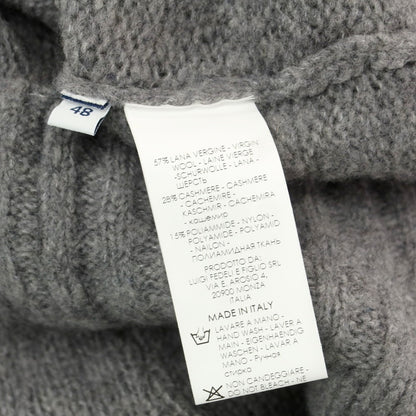 48
57% LANA VERGINE - VIRGIN
WOOL - LAINE VIERGE
- SCHURWOLLE - LANA -
ШЕРСТЬ
28% CASHMERE - CASHMERE
- CACHEMIRE -
KASCHMIR - CACHEMIRA
- кашемир
15% POLIAMMIDE - NYLON -
POLYAMIDE - POLYAMID
- NAILON -
ПОЛИАМИДНАЯ ТКАНЬ
PRODOTTO DA:
LUIGI FEDELI E FIGLIO SRL
VIA E. AROSIO 4,
20900 MONZA
ITALIA
MADE IN ITALY
LAVARE A MANO -
HAND WASH - LAVER A
MAIN - EIGENHAENDIG
WASCHEN - LAVAR A
MANO - Ручная
стирка
NON CANDEGGIARE -
DO NOT BLEACH - NE